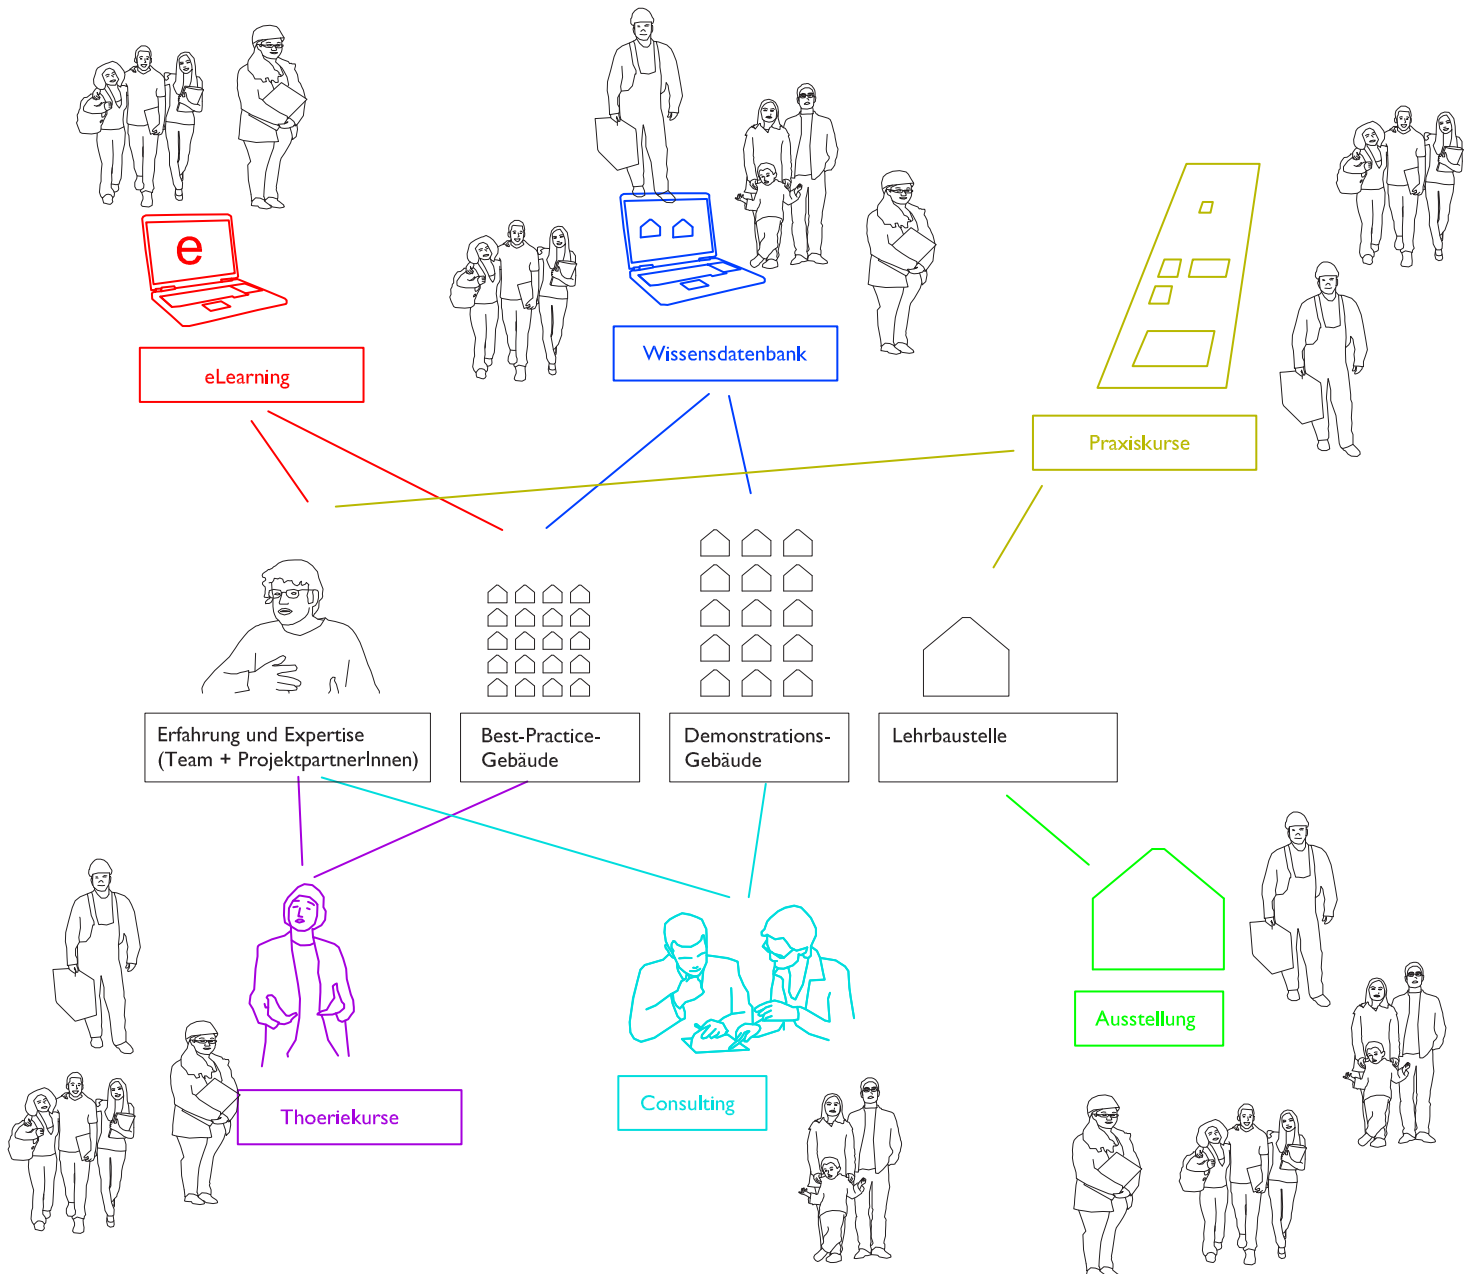 e
eLearning
Wissensdatenbank
Praxiskurse
Erfahrung und Expertise
(Team + ProjektpartnerInnen)
Best-Practice-
Gebäude
Demonstrations-
Gebäude
Lehrbaustelle
Thoeriekurse
Consulting
Ausstellung